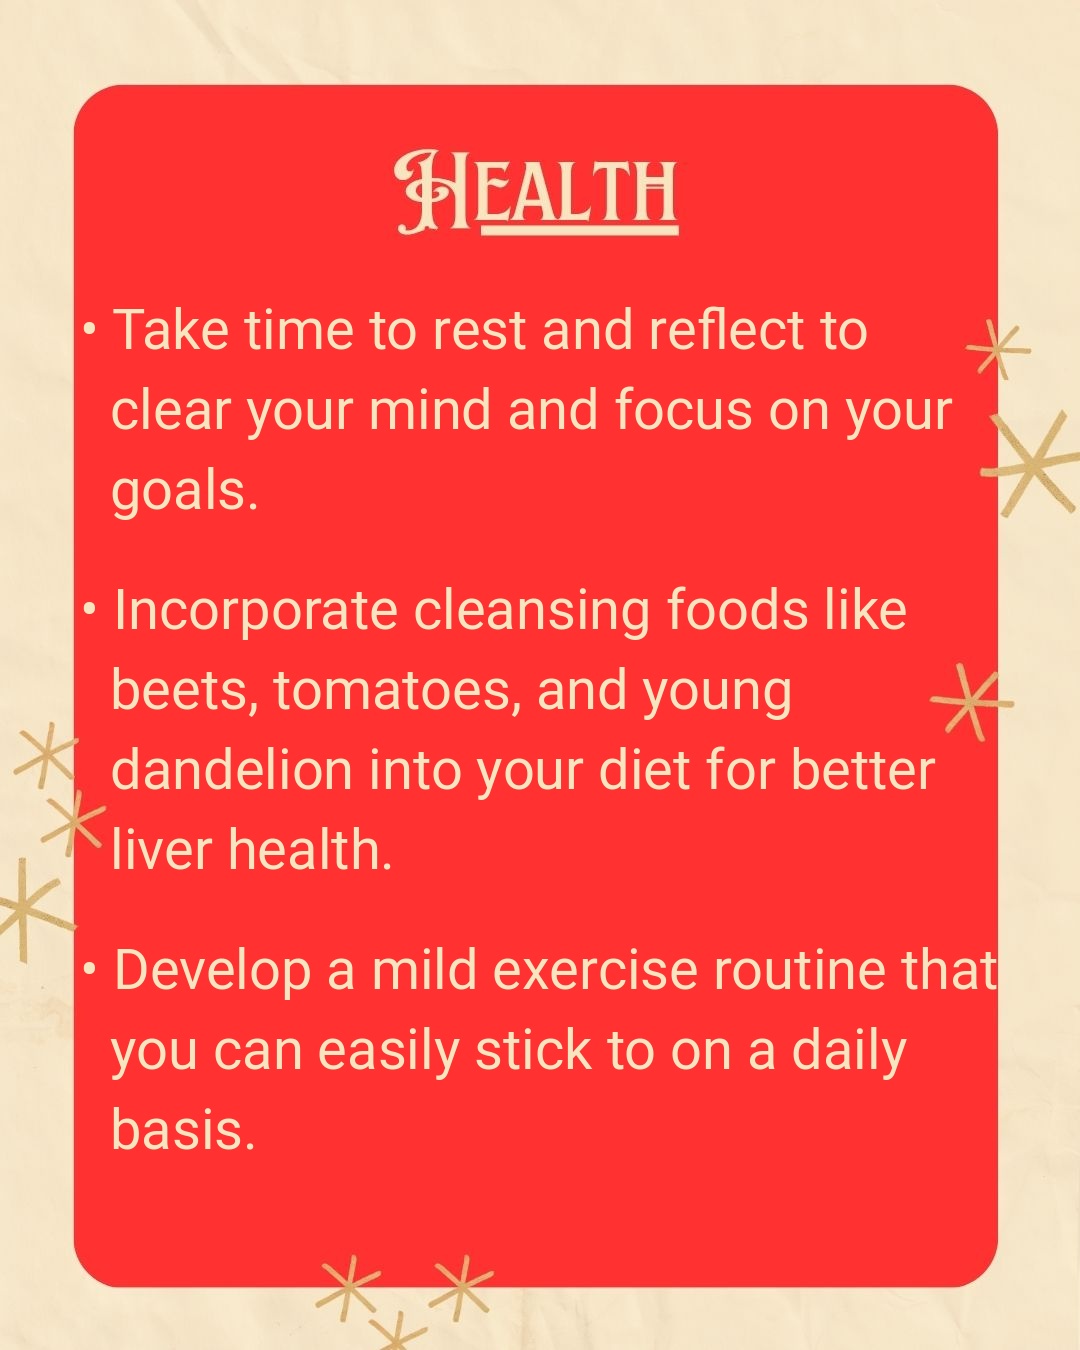 Health
• Take time to rest and reflect to
clear your mind and focus on your
goals.
• Incorporate cleansing foods like
beets, tomatoes, and young
dandelion into your diet for better
liver health.
• Develop a mild exercise routine that
you can easily stick to on a daily
basis.